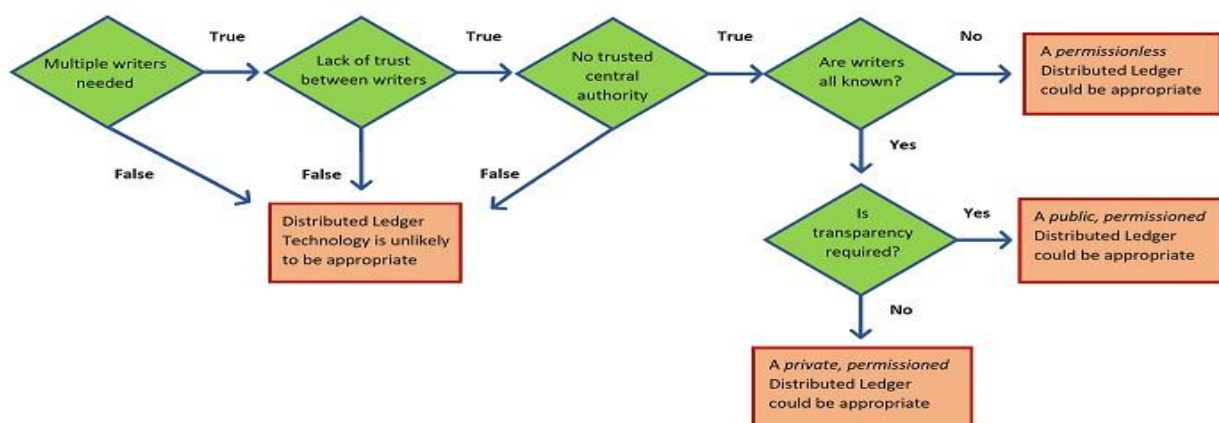 Multiple writers
needed
True
Lack of trust
between writers
True
No trusted
central
authority
True
Are writers
all known?
No
A permissionless
Distributed Ledger
could be appropriate
False
False
False
Yes
Distributed Ledger
Technology is unlikely
to be appropriate
Is
transparency
required?
Yes
A public, permissioned
Distributed Ledger
could be appropriate
No
A private, permissioned
Distributed Ledger
could be appropriate